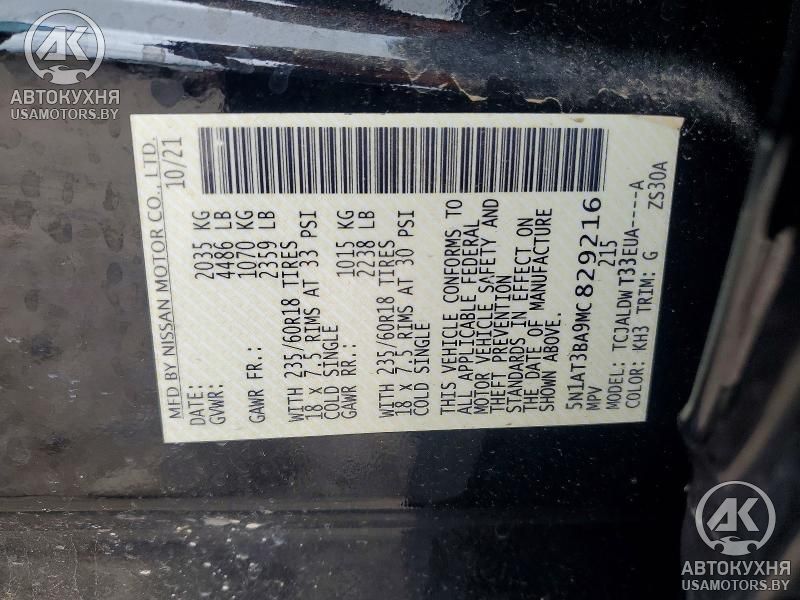 AK
АВТОКУХНЯ
USAMOTORS.BY
MFD BY NISSAN MOTOR CO., LTD.
DATE: 10/21
GVWR: 2035 KG
4486 LB
GAWR FR.: 1070 KG
2359 LB
WITH 235/60R18 TIRES
18 X 7.5 RIMS AT 33 PSI
COLD SINGLE
GAWR RR.: 1015 KG
2238 LB
WITH 235/60R18 TIRES
18 X 7.5 RIMS AT 30 PSI
COLD SINGLE
THIS VEHICLE CONFORMS TO
ALL APPLICABLE FEDERAL
MOTOR VEHICLE SAFETY AND
THEFT PREVENTION
STANDARDS IN EFFECT ON
THE DATE OF MANUFACTURE
SHOWN ABOVE.
5N1AT3BA9MC829216
MPV 215
MODEL: TCJALDWT33EUA----A
COLOR: KH3 TRIM: G ZS30A
AK
АВТОКУХНЯ
USAMOTORS.BY